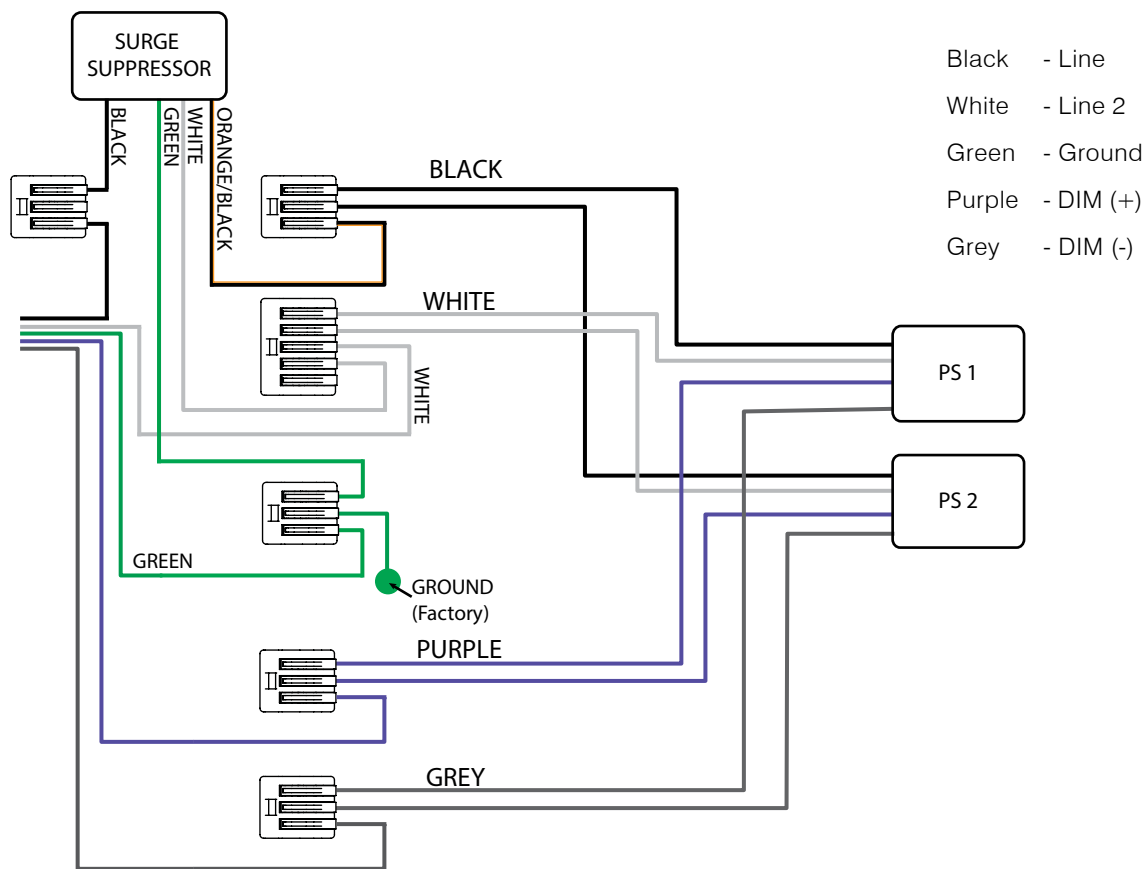 SURGE
SUPPRESSOR
BLACK
GREEN
WHITE
ORANGE/BLACK
BLACK
WHITE
WHITE
GREEN
GROUND
(Factory)
PURPLE
GREY
PS 1
PS 2
Black - Line
White - Line 2
Green - Ground
Purple - DIM (+)
Grey - DIM (-)